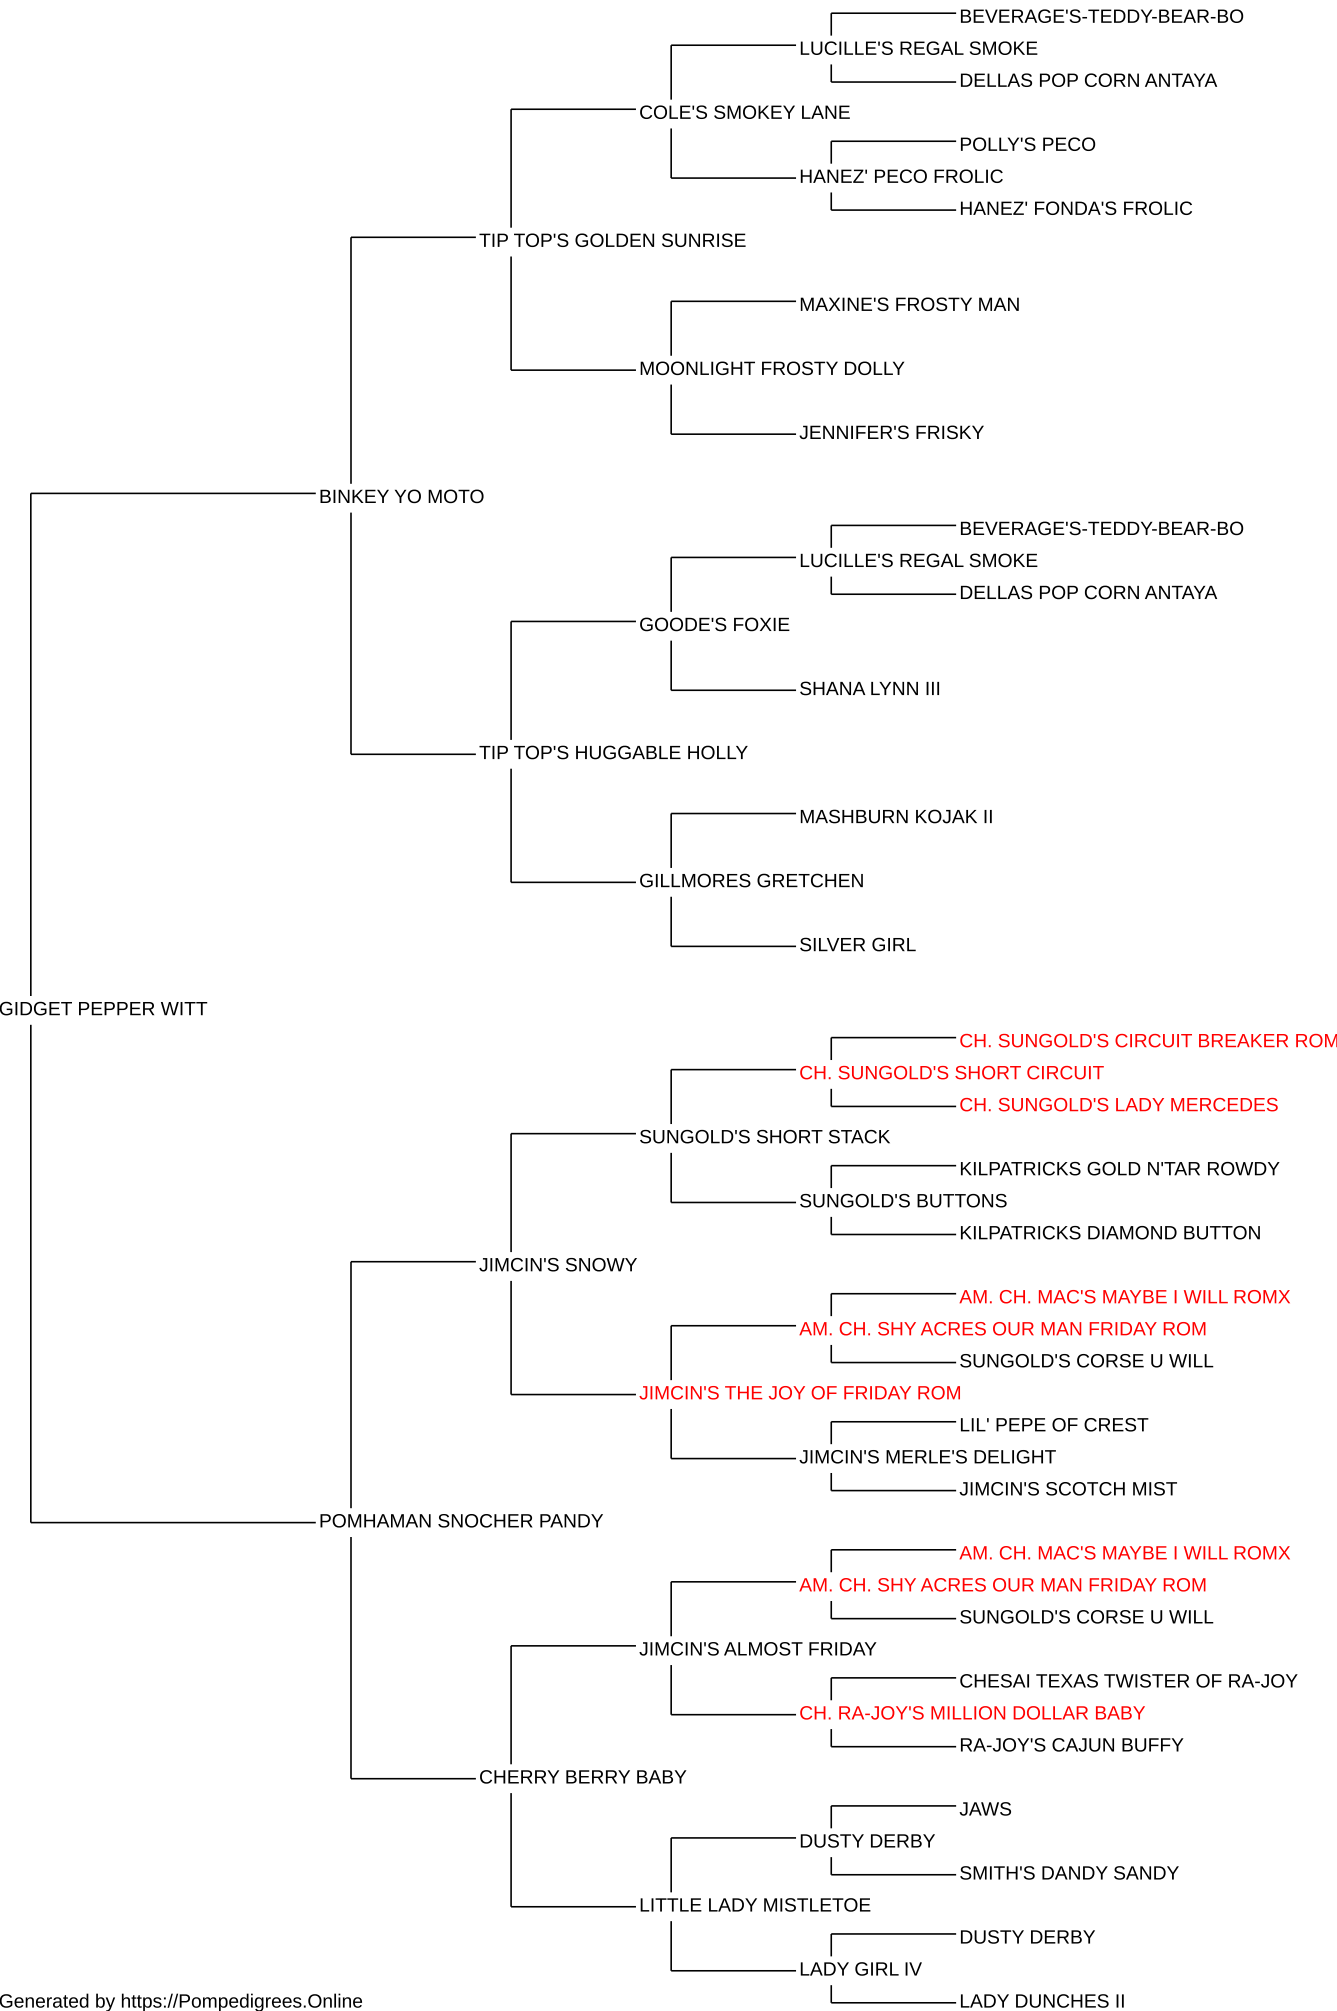 BEVERAGE'S-TEDDY-BEAR-BO
LUCILLE'S REGAL SMOKE
DELLAS POP CORN ANTAYA
COLE'S SMOKEY LANE
POLLY'S PECO
HANEZ' PECO FROLIC
HANEZ' FONDA'S FROLIC
TIP TOP'S GOLDEN SUNRISE
MAXINE'S FROSTY MAN
MOONLIGHT FROSTY DOLLY
JENNIFER'S FRISKY
BINKEY YO MOTO
BEVERAGE'S-TEDDY-BEAR-BO
LUCILLE'S REGAL SMOKE
DELLAS POP CORN ANTAYA
GOODE'S FOXIE
SHANA LYNN III
TIP TOP'S HUGGABLE HOLLY
MASHBURN KOJAK II
GILLMORES GRETCHEN
SILVER GIRL
GIDGET PEPPER WITT
CH. SUNGOLD'S CIRCUIT BREAKER ROM
CH. SUNGOLD'S SHORT CIRCUIT
CH. SUNGOLD'S LADY MERCEDES
SUNGOLD'S SHORT STACK
KILPATRICKS GOLD N'TAR ROWDY
SUNGOLD'S BUTTONS
KILPATRICKS DIAMOND BUTTON
JIMCIN'S SNOWY
AM. CH. MAC'S MAYBE I WILL ROMX
AM. CH. SHY ACRES OUR MAN FRIDAY ROM
SUNGOLD'S CORSE U WILL
JIMCIN'S THE JOY OF FRIDAY ROM
LIL' PEPE OF CREST
JIMCIN'S MERLE'S DELIGHT
JIMCIN'S SCOTCH MIST
POMHAMAN SNOCHER PANDY
AM. CH. MAC'S MAYBE I WILL ROMX
AM. CH. SHY ACRES OUR MAN FRIDAY ROM
SUNGOLD'S CORSE U WILL
JIMCIN'S ALMOST FRIDAY
CHESAI TEXAS TWISTER OF RA-JOY
CH. RA-JOY'S MILLION DOLLAR BABY
RA-JOY'S CAJUN BUFFY
CHERRY BERRY BABY
JAWS
DUSTY DERBY
SMITH'S DANDY SANDY
LITTLE LADY MISTLETOE
DUSTY DERBY
LADY GIRL IV
LADY DUNCHES II
Generated by https://Pompedigrees.Online